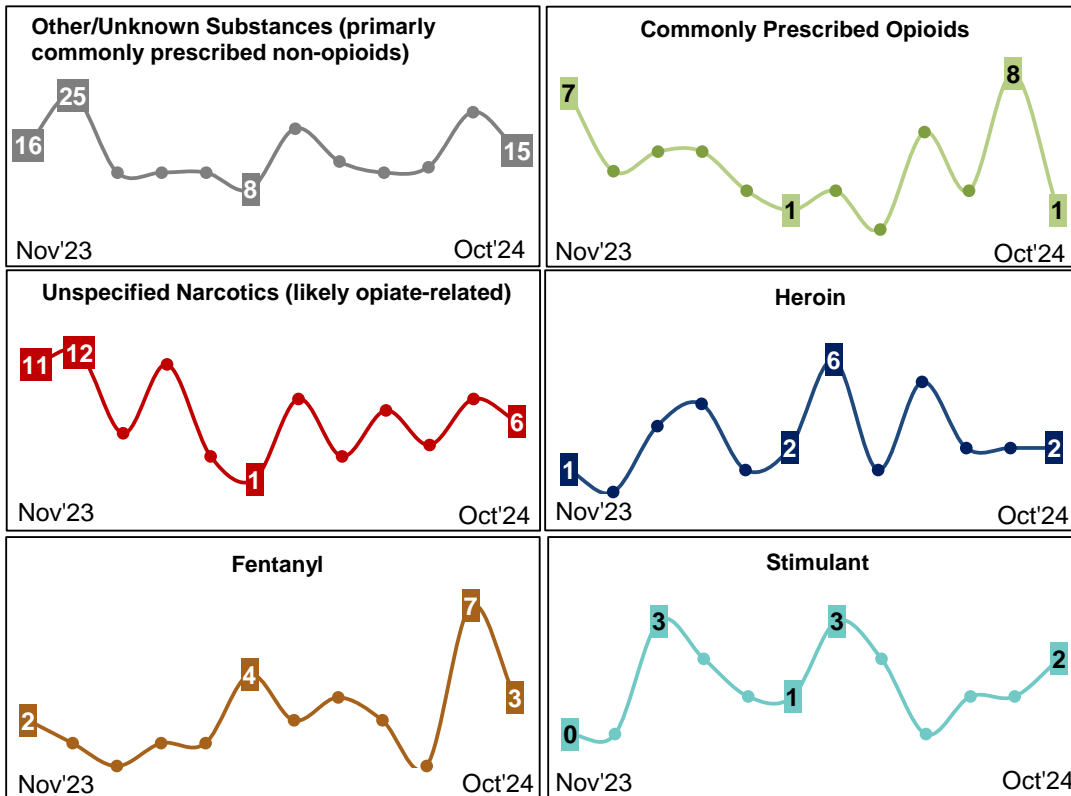 Other/Unknown Substances (primarly
commonly prescribed non-opioids)
25
16
8
15
Nov'23
Oct'24
Commonly Prescribed Opioids
7
1
8
1
Nov'23
Oct'24
Unspecified Narcotics (likely opiate-related)
11
12
1
6
Nov'23
Oct'24
Heroin
1
2
6
2
Nov'23
Oct'24
Fentanyl
2
4
7
3
Nov'23
Oct'24
Stimulant
0
3
1
3
2
Nov'23
Oct'24